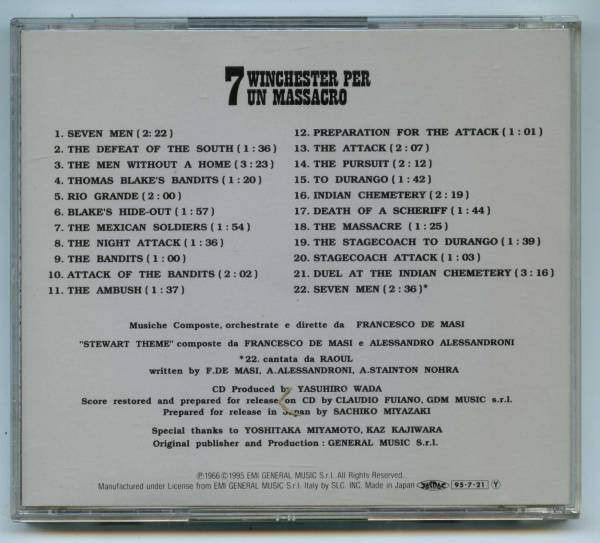 7 WINCHESTER PER
UN MASSACRO
1. SEVEN MEN ( 2 : 22 )
2. THE DEFEAT OF THE SOUTH ( 1 : 36 )
3. THE MEN WITHOUT A HOME ( 3 : 23 )
4. THOMAS BLAKE'S BANDITS ( 1 : 20 )
5. RIO GRANDE ( 2 : 00 )
6. BLAKE'S HIDE-OUT ( 1 : 57 )
7. THE MEXICAN SOLDIERS ( 1 : 54 )
8. THE NIGHT ATTACK ( 1 : 36 )
9. THE BANDITS ( 1 : 00 )
10. ATTACK OF THE BANDITS ( 2 : 02 )
11. THE AMBUSH ( 1 : 37 )
12. PREPARATION FOR THE ATTACK ( 1 : 01 )
13. THE ATTACK ( 2 : 07 )
14. THE PURSUIT ( 2 : 12 )
15. TO DURANGO ( 1 : 42 )
16. INDIAN CHEMETERY ( 2 : 19 )
17. DEATH OF A SCHERIFF ( 1 : 44 )
18. THE MASSACRE ( 1 : 25 )
19. THE STAGECOACH TO DURANGO ( 1 : 39 )
20. STAGECOACH ATTACK ( 1 : 03 )
21. DUEL AT THE INDIAN CHEMETERY ( 3 : 16 )
22. SEVEN MEN ( 2 : 36 )*
Musiche Composte, orchestrate e dirette da FRANCESCO DE MASI
"STEWART THEME" composte da FRANCESCO DE MASI e ALESSANDRO ALESSANDRONI
*22. cantata da RAOUL
written by F.DE MASI, A.ALESSANDRONI, A.STAINTON NOHRA
CD Produced by YASUHIRO WADA
Score restored and prepared for release on CD by CLAUDIO FUIANO, GDM MUSIC s.r.l.
Prepared for release in Japan by SACHIKO MIYAZAKI
Special thanks to YOSHITAKA MIYAMOTO, KAZ KAJIWARA
Original publisher and Production : GENERAL MUSIC S.r.l.
℗1966 ©1995 EMI GENERAL MUSIC S.r.l. All Rights Reserved.
Manufactured under License from EMI GENERAL MUSIC S.r.l. Italy by SLC. INC. Made in Japan JASRAC 95·7·21 Y